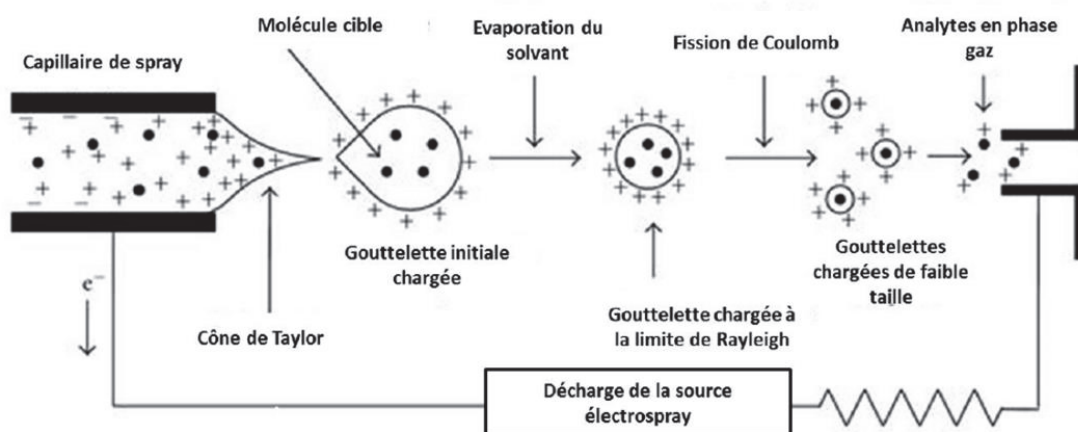 Capillaire de spray
Molécule cible
Evaporation du
solvant
Fission de Coulomb
Analytes en phase
gaz
Gouttelette initiale
chargée
Gouttelettes
chargées de faible
taille
Gouttelette chargée à
la limite de Rayleigh
Cône de Taylor
e⁻
Décharge de la source
électrospray